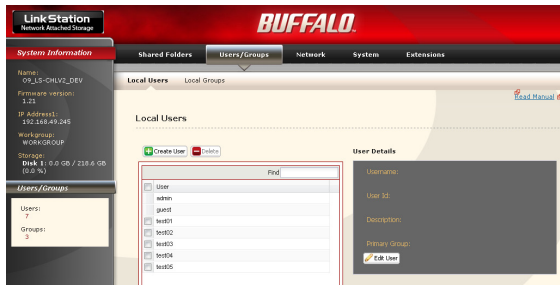 LinkStation
Network Attached Storage
BUFFALO
System Information
Shared Folders Users/Groups Network System Extensions
Name:
09_LS-CHLV2_DEV
Firmware version:
1.21
IP Address1:
192.168.49.245
Workgroup:
WORKGROUP
Storage:
Disk 1: 0.0 GB / 218.6 GB
(0.0 %)
Users/Groups
Users:
7
Groups:
3
Local Users Local Groups
Read Manual
Local Users
Create User Delete
Find
User
admin
guest
test01
test02
test03
test04
test05
User Details
Username:
User Id:
Description:
Primary Group:
Edit User